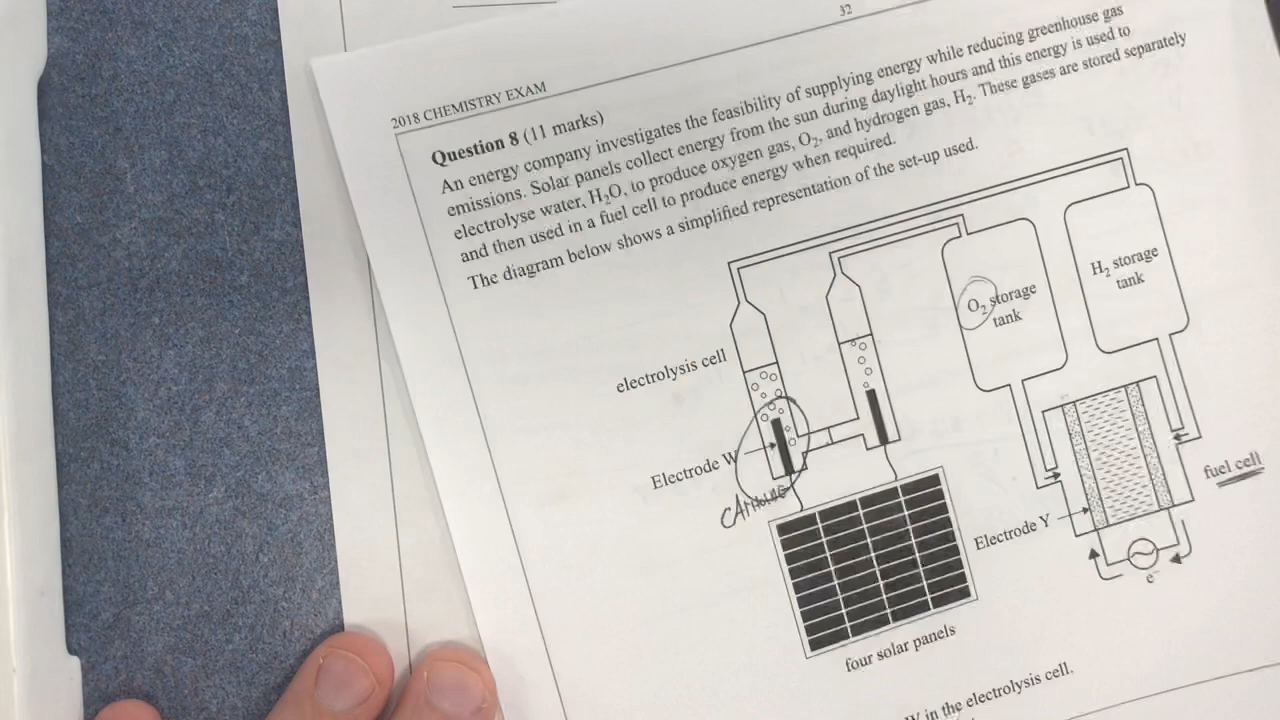 32
2018 CHEMISTRY EXAM
Question 8 (11 marks)
An energy company investigates the feasibility of supplying energy while reducing greenhouse gas
emissions. Solar panels collect energy from the sun during daylight hours and this energy is used to
electrolyse water, H₂O, to produce oxygen gas, O₂, and hydrogen gas, H₂. These gases are stored separately
and then used in a fuel cell to produce energy when required.
The diagram below shows a simplified representation of the set-up used.
O₂ storage
tank
H₂ storage
tank
electrolysis cell
Electrode W
CAthode
Electrode Y
fuel cell
e⁻
four solar panels
W in the electrolysis cell.